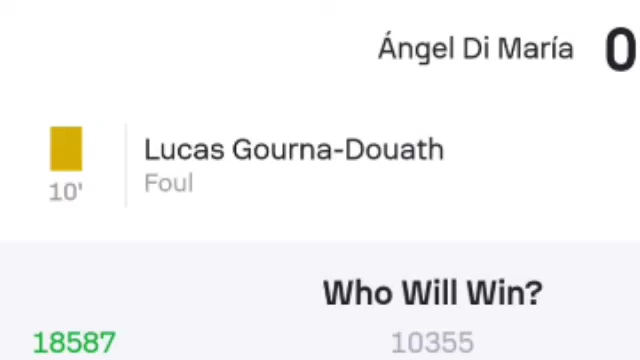 Ángel Di María 0
Lucas Gourna-Douath
Foul
10'
Who Will Win?
18587 10355